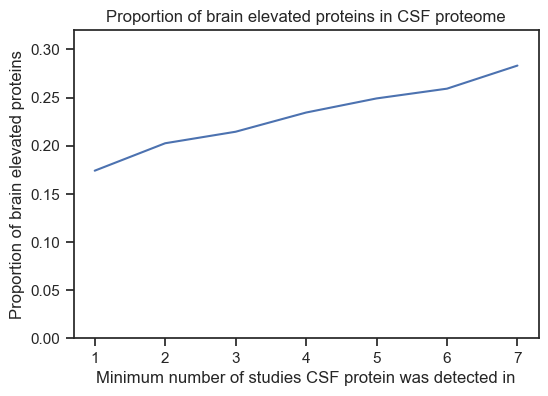 Proportion of brain elevated proteins in CSF proteome
Proportion of brain elevated proteins
0.30
0.25
0.20
0.15
0.10
0.05
0.00
1 2 3 4 5 6 7
Minimum number of studies CSF protein was detected in